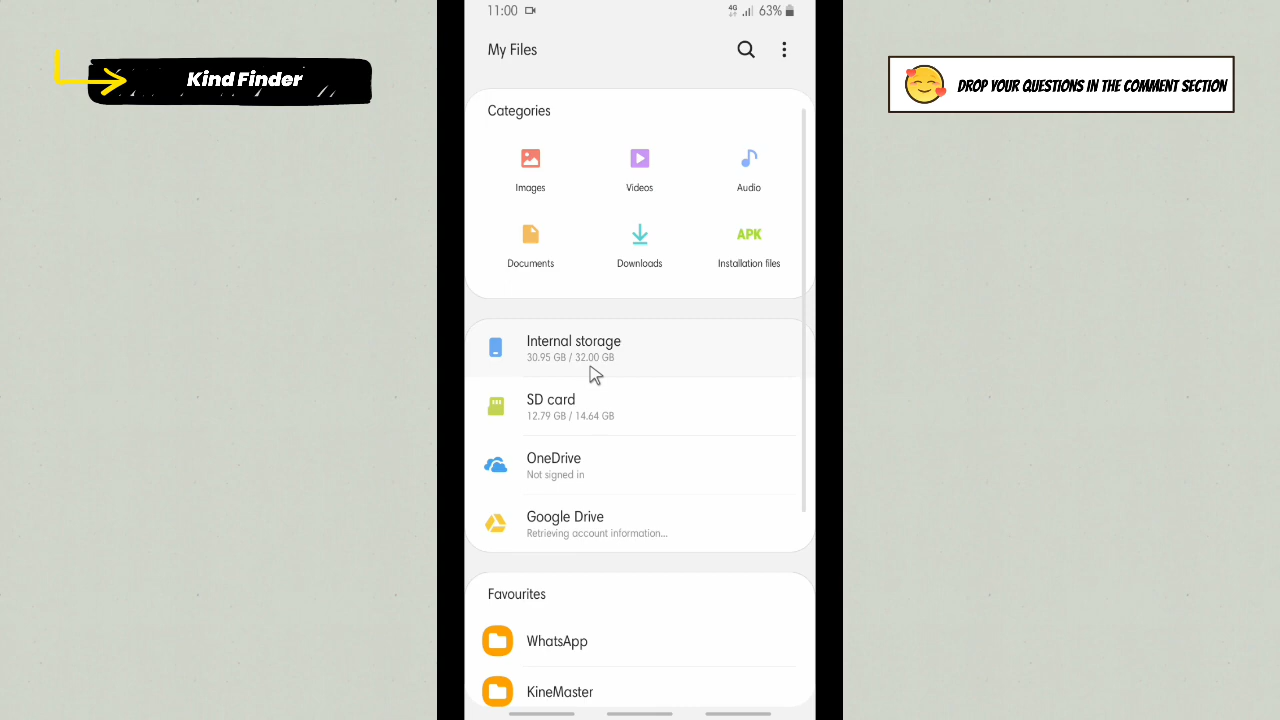 Kind Finder
DROP YOUR QUESTIONS IN THE COMMENT SECTION
11:00
4G
63%
My Files
Categories
Images
Videos
Audio
APK
Documents
Downloads
Installation files
Internal storage
30.95 GB / 32.00 GB
SD card
12.79 GB / 14.64 GB
OneDrive
Not signed in
Google Drive
Retrieving account information...
Favourites
WhatsApp
KineMaster